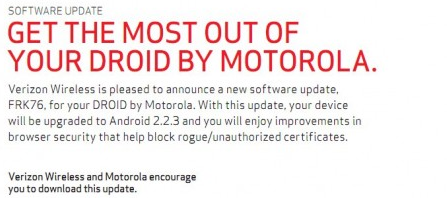 SOFTWARE UPDATE
GET THE MOST OUT OF
YOUR DROID BY MOTOROLA.
Verizon Wireless is pleased to announce a new software update,
FRK76, for your DROID by Motorola. With this update, your device
will be upgraded to Android 2.2.3 and you will enjoy improvements in
browser security that help block rogue/unauthorized certificates.
Verizon Wireless and Motorola encourage
you to download this update.